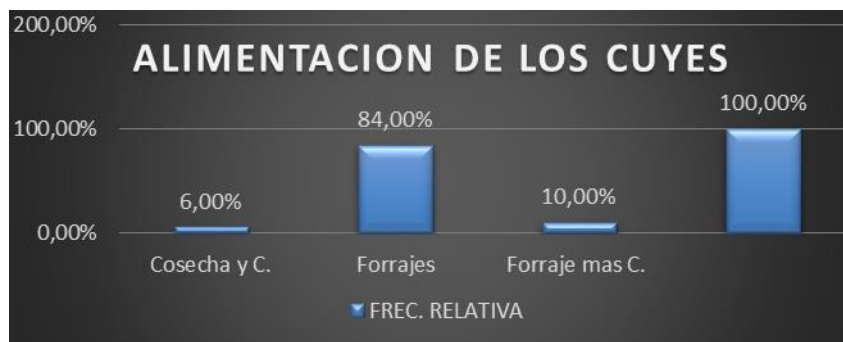 200,00%
ALIMENTACION DE LOS CUYES
100,00%
84,00%
100,00%
6,00%
10,00%
0,00%
Cosecha y C.
Forrajes
Forraje mas C.
FREC. RELATIVA